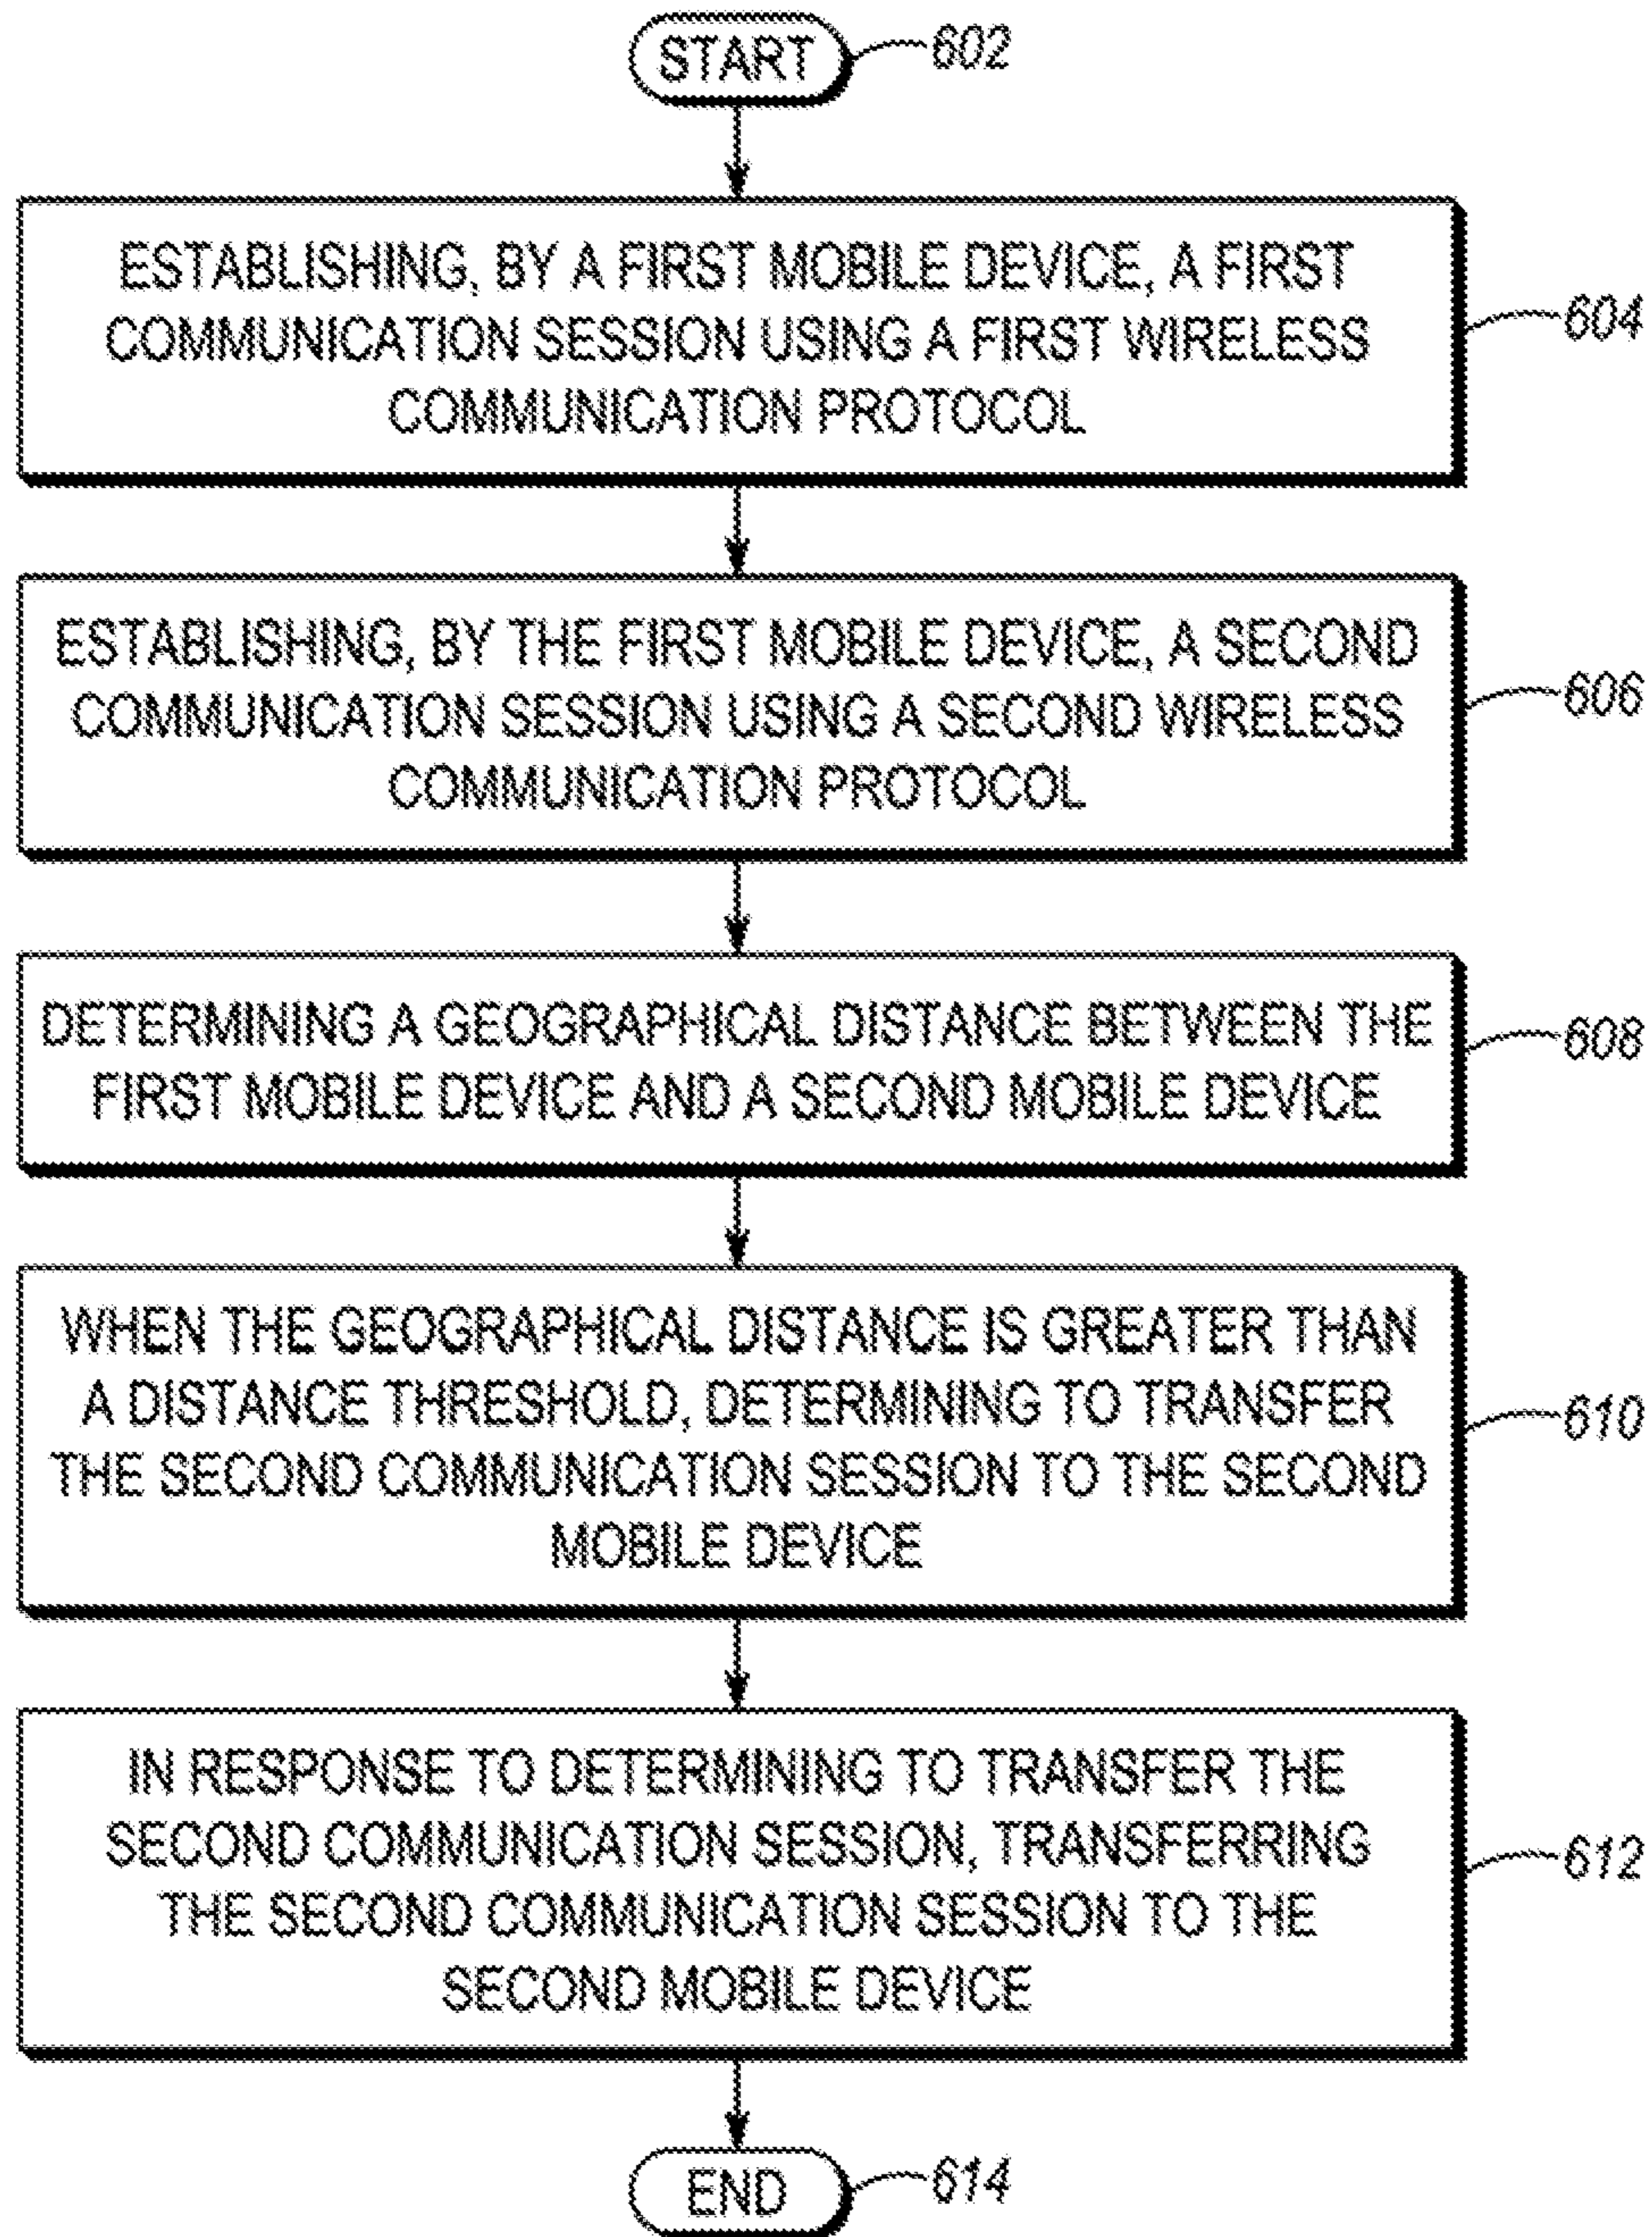 START
602
ESTABLISHING, BY A FIRST MOBILE DEVICE, A FIRST
COMMUNICATION SESSION USING A FIRST WIRELESS
COMMUNICATION PROTOCOL
604
ESTABLISHING, BY THE FIRST MOBILE DEVICE, A SECOND
COMMUNICATION SESSION USING A SECOND WIRELESS
COMMUNICATION PROTOCOL
606
DETERMINING A GEOGRAPHICAL DISTANCE BETWEEN THE
FIRST MOBILE DEVICE AND A SECOND MOBILE DEVICE
608
WHEN THE GEOGRAPHICAL DISTANCE IS GREATER THAN
A DISTANCE THRESHOLD, DETERMINING TO TRANSFER
THE SECOND COMMUNICATION SESSION TO THE SECOND
MOBILE DEVICE
610
IN RESPONSE TO DETERMINING TO TRANSFER THE
SECOND COMMUNICATION SESSION, TRANSFERRING
THE SECOND COMMUNICATION SESSION TO THE
SECOND MOBILE DEVICE
612
END
614